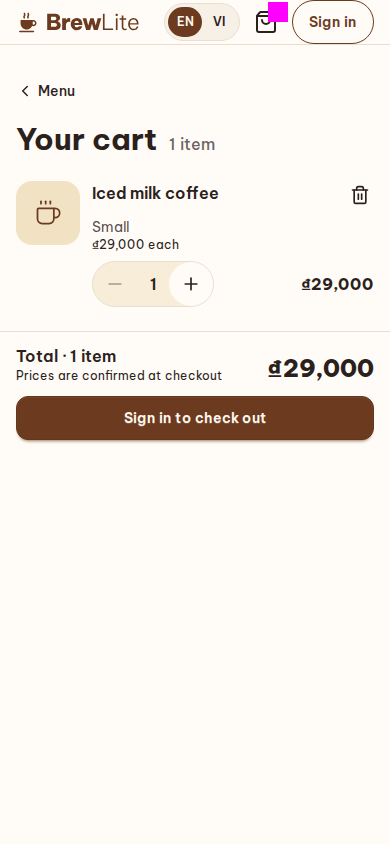 BrewLite
EN VI
Sign in
Menu
Your cart 1 item
Iced milk coffee
Small
₫29,000 each
1
₫29,000
Total · 1 item
Prices are confirmed at checkout
₫29,000
Sign in to check out